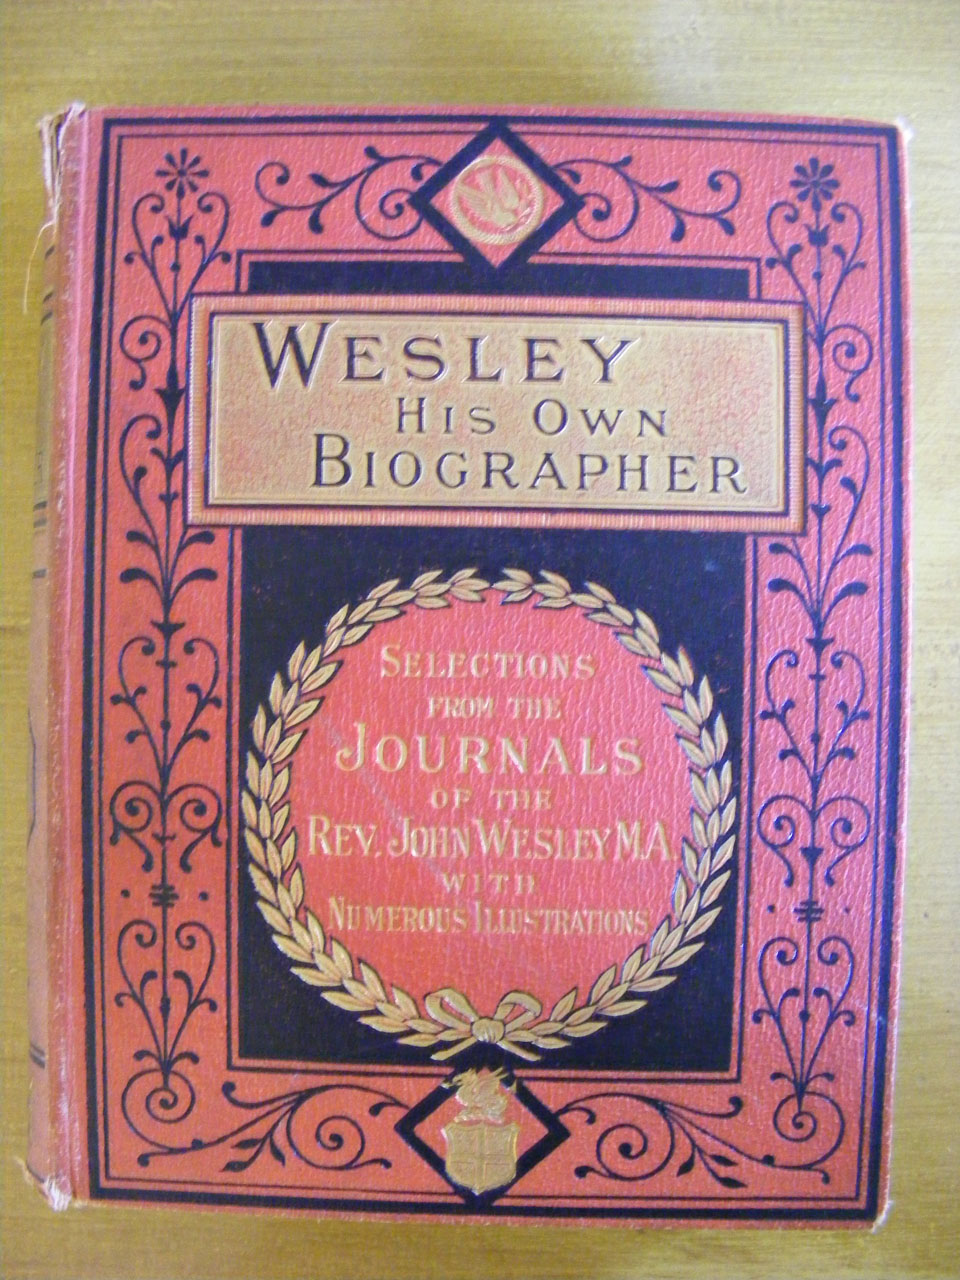 WESLEY
HIS OWN
BIOGRAPHER
SELECTIONS
FROM THE
JOURNALS
OF THE
REV. JOHN WESLEY M.A.
WITH
NUMEROUS ILLUSTRATIONS